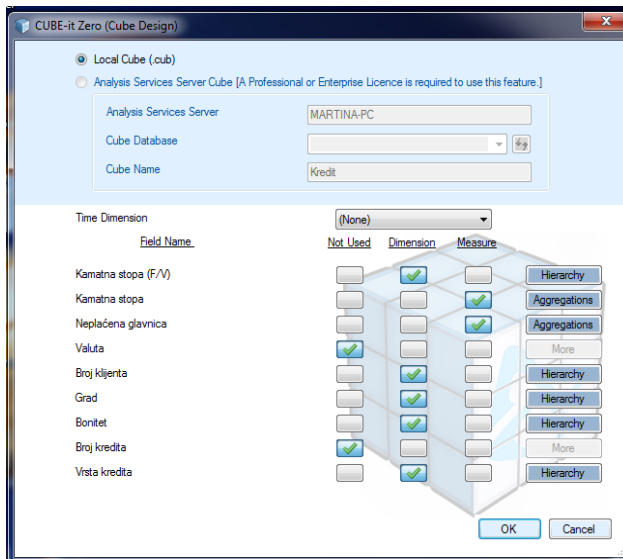 CUBE-it Zero (Cube Design)
Local Cube (.cub)
Analysis Services Server Cube [A Professional or Enterprise Licence is required to use this feature.]
Analysis Services Server MARTINA-PC
Cube Database
Cube Name Kredit
Time Dimension (None)
Field Name Not Used Dimension Measure
Kamatna stopa (F/V) Hierarchy
Kamatna stopa Aggregations
Neplaćena glavnica Aggregations
Valuta More
Broj klijenta Hierarchy
Grad Hierarchy
Bonitet Hierarchy
Broj kredita More
Vrsta kredita Hierarchy
OK Cancel